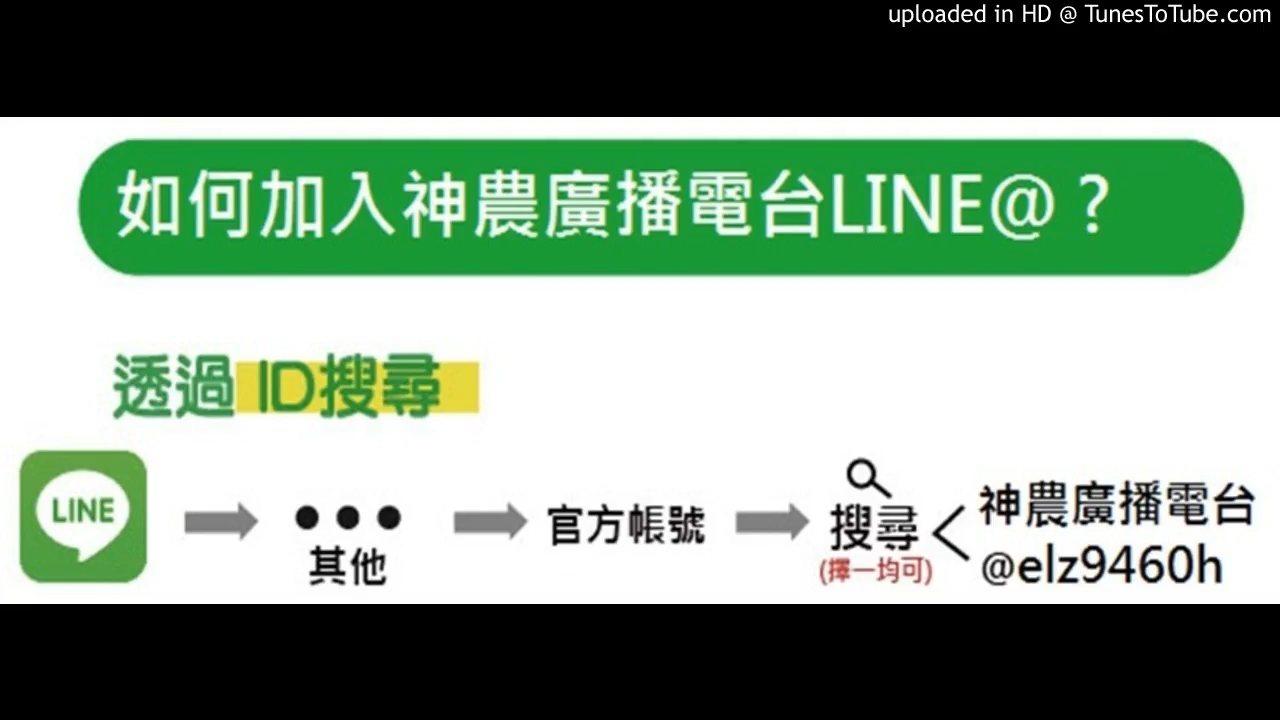 uploaded in HD @ TunesToTube.com
如何加入神農廣播電台LINE@？
透過 ID搜尋
LINE
其他
官方帳號
搜尋
(擇一均可)
神農廣播電台
@elz9460h